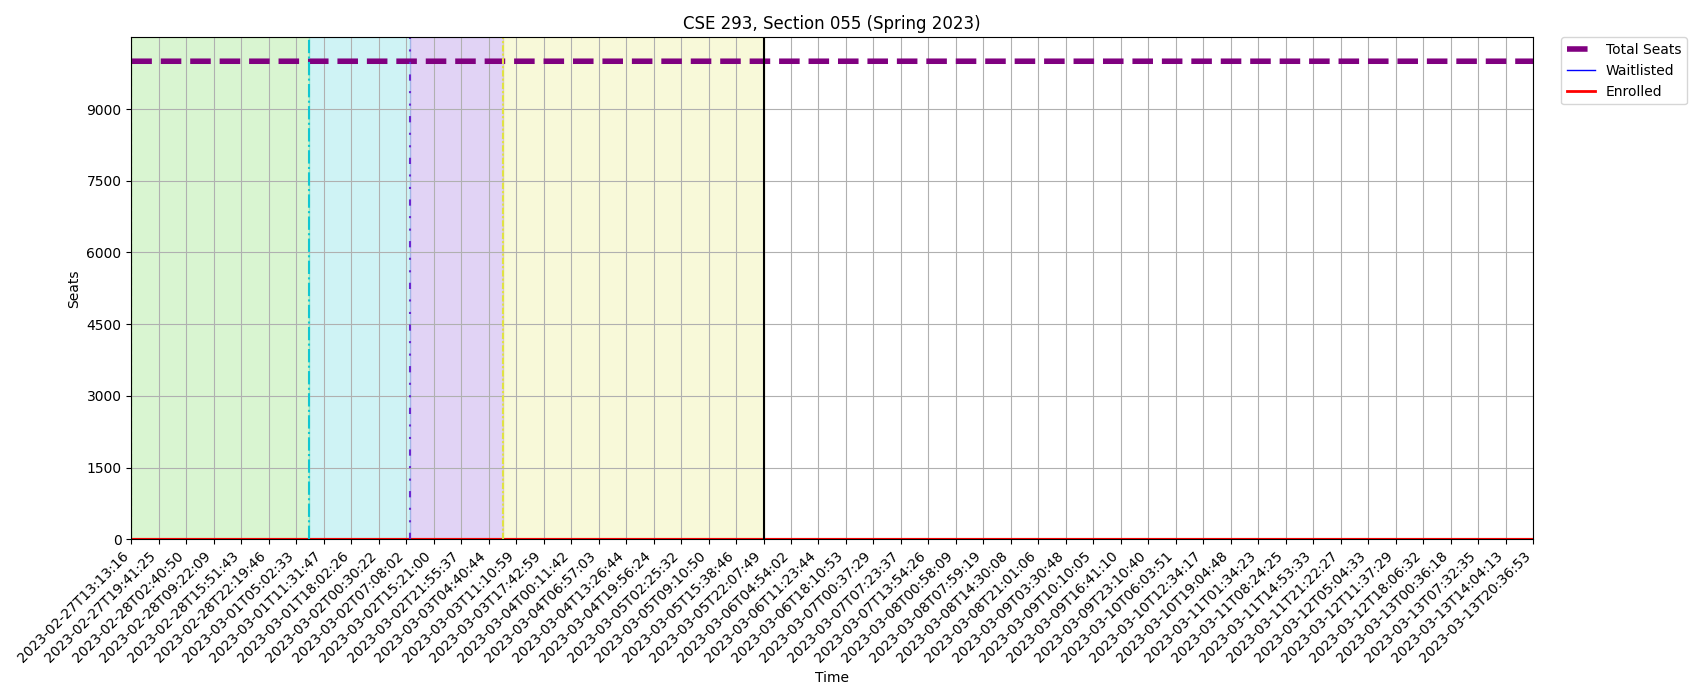 CSE 293, Section 055 (Spring 2023)
Total Seats
Waitlisted
Enrolled
Seats
9000
7500
6000
4500
3000
1500
0
2023-02-27T13:13:16
2023-02-27T19:41:25
2023-02-28T02:40:50
2023-02-28T09:22:09
2023-02-28T15:51:43
2023-02-28T22:19:46
2023-03-01T05:02:33
2023-03-01T11:31:47
2023-03-01T18:02:26
2023-03-02T00:30:22
2023-03-02T07:08:02
2023-03-02T15:21:00
2023-03-02T21:55:37
2023-03-03T04:40:44
2023-03-03T11:10:59
2023-03-03T17:42:59
2023-03-04T00:11:42
2023-03-04T06:57:03
2023-03-04T13:26:44
2023-03-04T19:56:24
2023-03-05T02:25:32
2023-03-05T09:10:50
2023-03-05T15:38:46
2023-03-05T22:07:49
2023-03-06T04:54:02
2023-03-06T11:23:44
2023-03-06T18:10:53
2023-03-07T00:37:29
2023-03-07T07:23:37
2023-03-07T13:54:26
2023-03-08T00:58:09
2023-03-08T07:59:19
2023-03-08T14:30:08
2023-03-08T21:01:06
2023-03-09T03:30:48
2023-03-09T10:10:05
2023-03-09T16:41:10
2023-03-09T23:10:40
2023-03-10T06:03:51
2023-03-10T12:34:17
2023-03-10T19:04:48
2023-03-11T01:34:23
2023-03-11T08:24:25
2023-03-11T14:53:33
2023-03-11T21:22:27
2023-03-12T05:04:33
2023-03-12T11:37:29
2023-03-12T18:06:32
2023-03-13T00:36:18
2023-03-13T07:32:35
2023-03-13T14:04:13
2023-03-13T20:36:53
Time